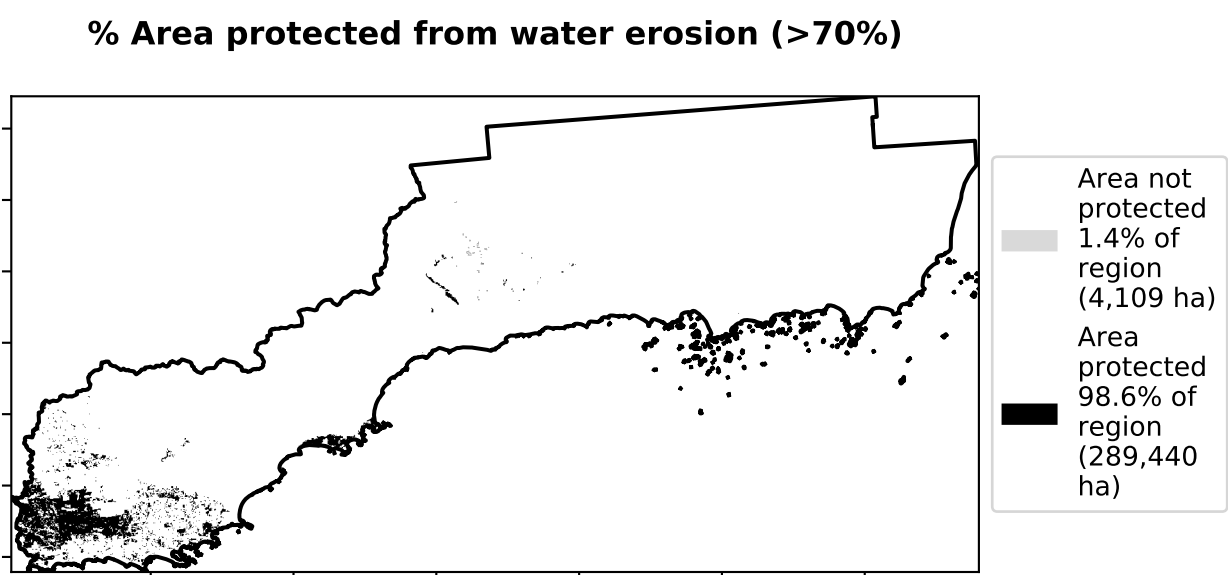 % Area protected from water erosion (>70%)
Area not
protected
1.4% of
region
(4,109 ha)
Area
protected
98.6% of
region
(289,440
ha)